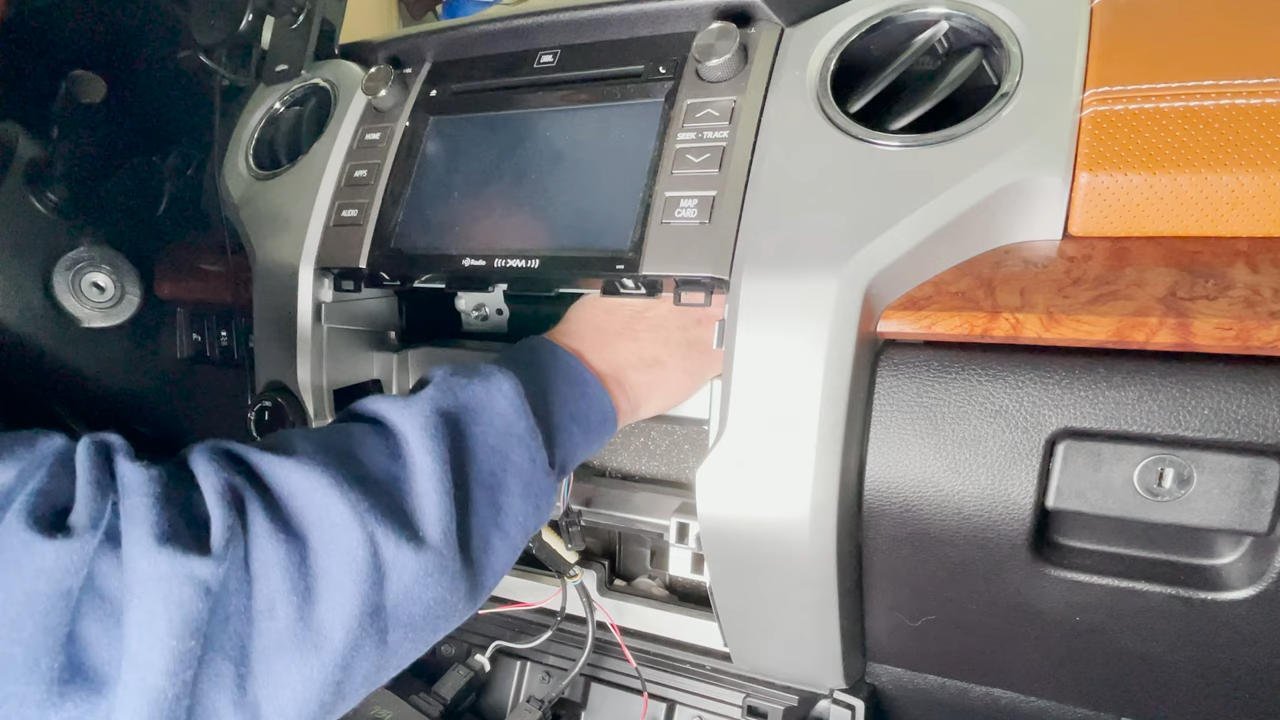 JBL
HOME
APPS
AUDIO
SEEK • TRACK
MAP
CARD
HD Radio
(((XM)))